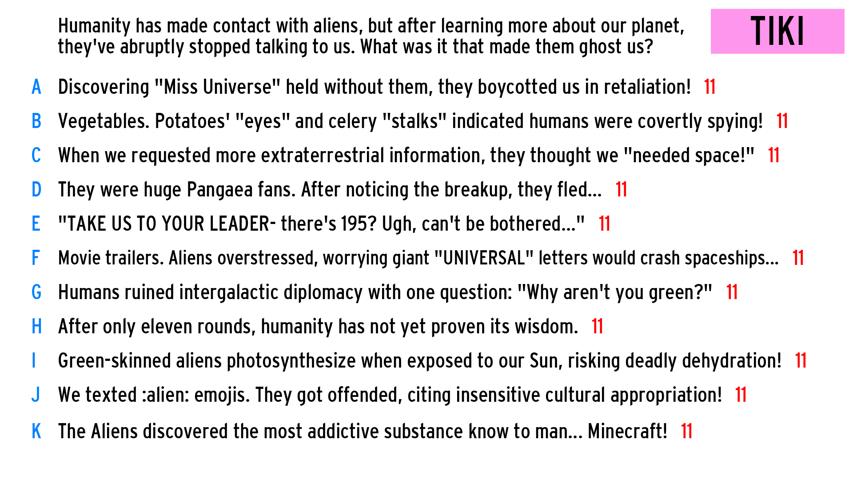 Humanity has made contact with aliens, but after learning more about our planet,
they've abruptly stopped talking to us. What was it that made them ghost us?
TIKI
A Discovering "Miss Universe" held without them, they boycotted us in retaliation! 11
B Vegetables. Potatoes' "eyes" and celery "stalks" indicated humans were covertly spying! 11
C When we requested more extraterrestrial information, they thought we "needed space!" 11
D They were huge Pangaea fans. After noticing the breakup, they fled... 11
E "TAKE US TO YOUR LEADER- there's 195? Ugh, can't be bothered..." 11
F Movie trailers. Aliens overstressed, worrying giant "UNIVERSAL" letters would crash spaceships... 11
G Humans ruined intergalactic diplomacy with one question: "Why aren't you green?" 11
H After only eleven rounds, humanity has not yet proven its wisdom. 11
I Green-skinned aliens photosynthesize when exposed to our Sun, risking deadly dehydration! 11
J We texted :alien: emojis. They got offended, citing insensitive cultural appropriation! 11
K The Aliens discovered the most addictive substance know to man... Minecraft! 11